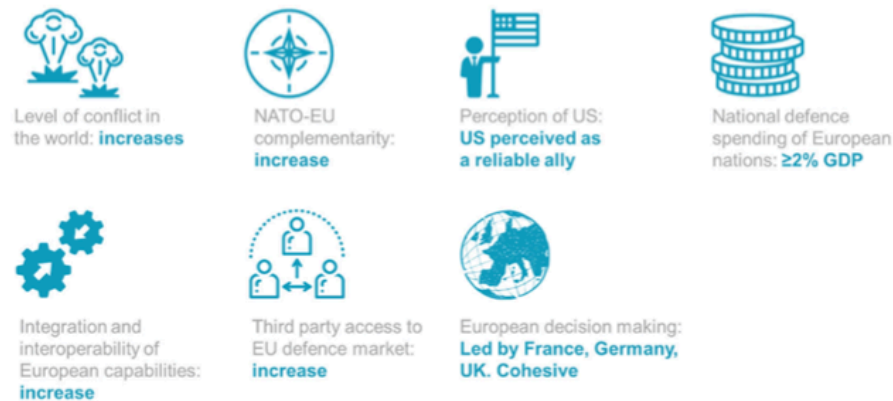 Level of conflict in
the world: increases
NATO-EU
complementarity:
increase
Perception of US:
US perceived as
a reliable ally
National defence
spending of European
nations: ≥2% GDP
Integration and
interoperability of
European capabilities:
increase
Third party access to
EU defence market:
increase
European decision making:
Led by France, Germany,
UK. Cohesive